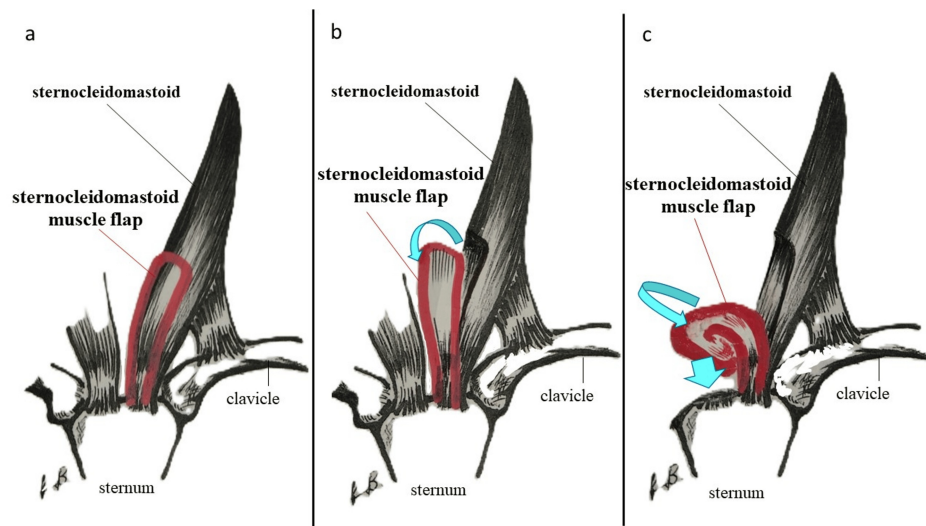 a
sternocleidomastoid
sternocleidomastoid
muscle flap
clavicle
sternum
b
sternocleidomastoid
sternocleidomastoid
muscle flap
clavicle
sternum
c
sternocleidomastoid
sternocleidomastoid
muscle flap
clavicle
sternum